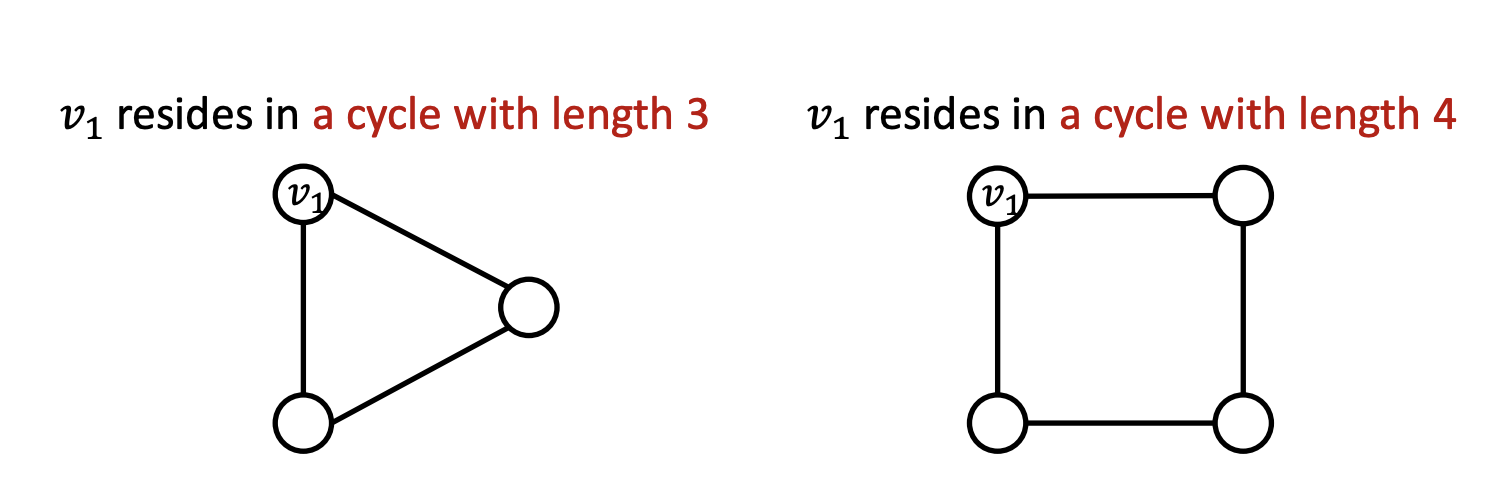 v₁ resides in a cycle with length 3
v₁ resides in a cycle with length 4
v₁
v₁